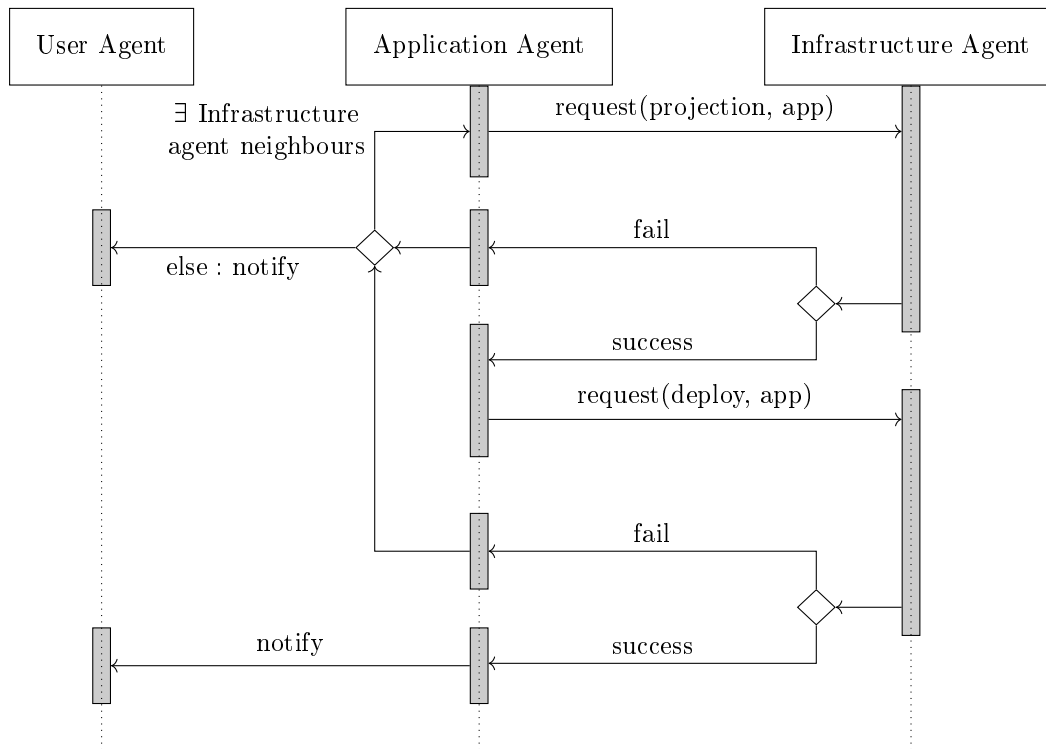 User Agent
Application Agent
Infrastructure Agent
∃ Infrastructure
agent neighbours
request(projection, app)
fail
else : notify
success
request(deploy, app)
fail
notify
success